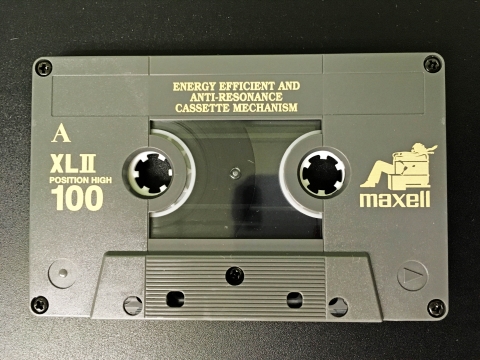 ENERGY EFFICIENT AND
ANTI-RESONANCE
CASSETTE MECHANISM
A
XLII
POSITION HIGH
100
maxell